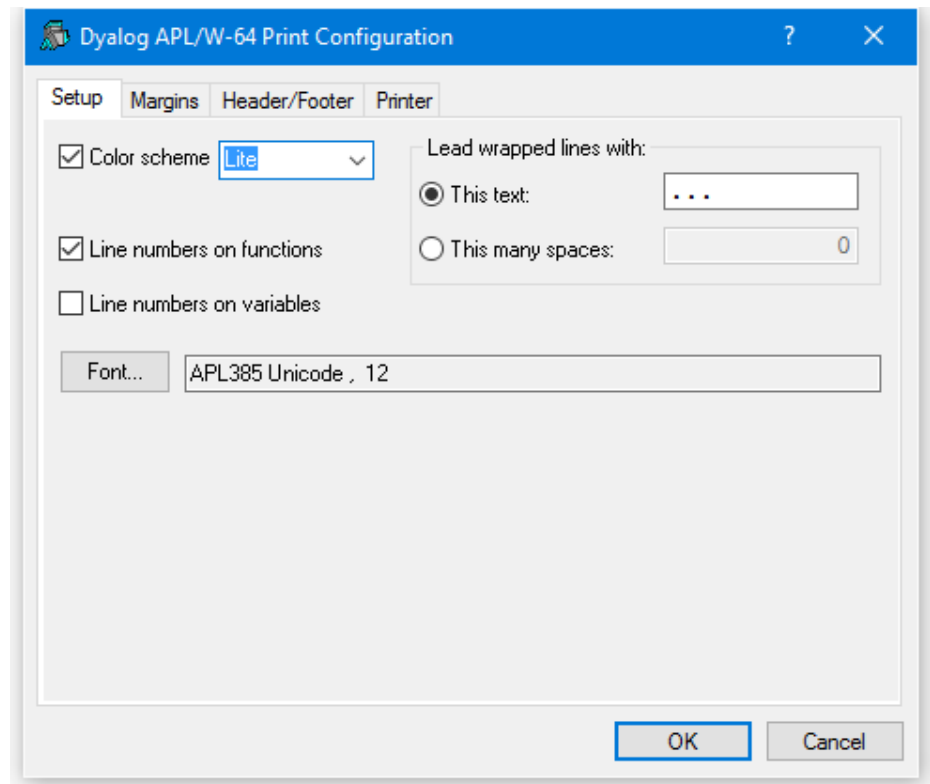 Dyalog APL/W-64 Print Configuration ?
Setup Margins Header/Footer Printer
Color scheme Lite
Lead wrapped lines with:
This text: ...
Line numbers on functions
This many spaces: 0
Line numbers on variables
Font... APL385 Unicode , 12
OK Cancel